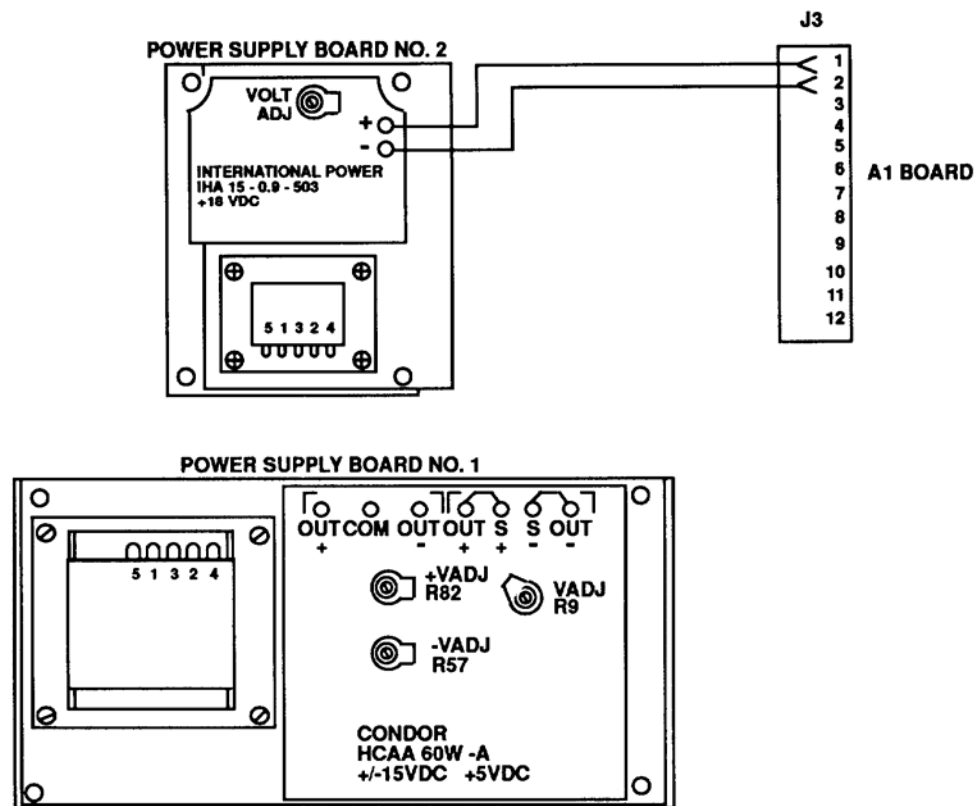 J3
POWER SUPPLY BOARD NO. 2
VOLT
ADJ
+
-
INTERNATIONAL POWER
IHA 15 - 0.9 - 503
+18 VDC
5 1 3 2 4
1
2
3
4
5
6
7
8
9
10
11
12
A1 BOARD
POWER SUPPLY BOARD NO. 1
OUT COM OUT OUT S S OUT
+ - + + - -
5 1 3 2 4
+VADJ
R82
VADJ
R9
-VADJ
R57
CONDOR
HCAA 60W -A
+/-15VDC +5VDC